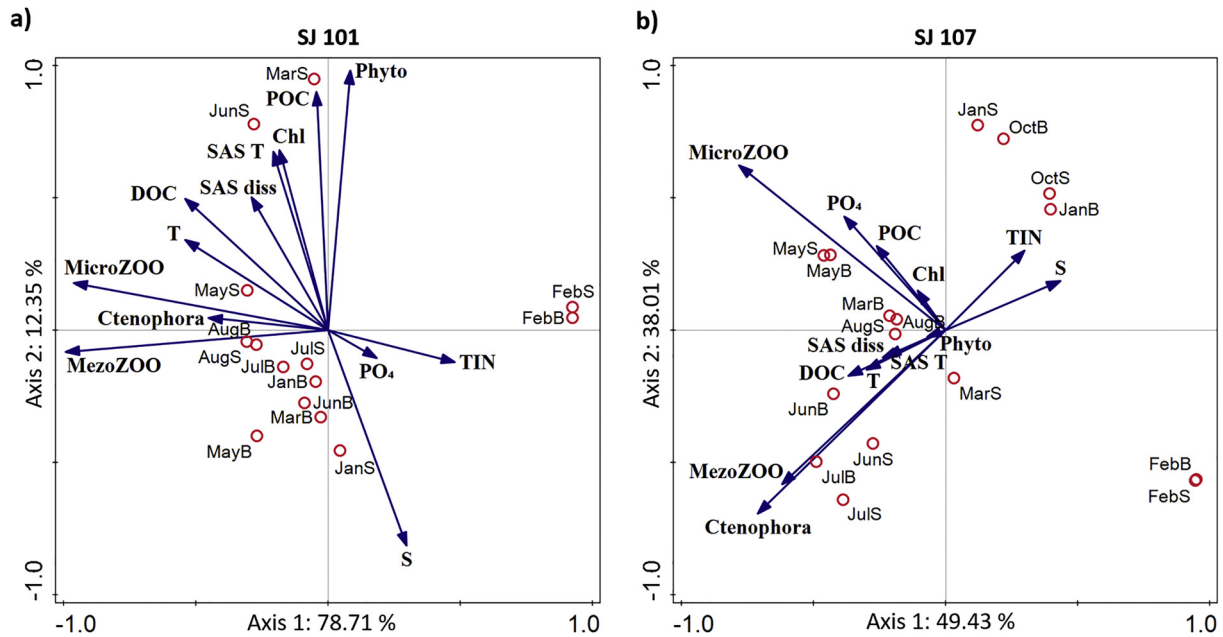 a)
SJ 101
1.0
MarS
Phyto
POC
JunS
Chl
SAS T
DOC
SAS diss
T
MicroZOO
MayS
FebS
Ctenophora
FebB
AugB
MezoZOO
AugS
JulS
JulB
PO₄
TIN
JanB
JunB
MarB
MayB
JanS
S
Axis 2: 12.35 %
-1.0
-1.0
Axis 1: 78.71 %
1.0
b)
SJ 107
1.0
JanS
OctB
MicroZOO
OctS
PO₄
JanB
POC
TIN
MayS
MayB
S
Chl
MarB
AugS
AugB
SAS diss
Phyto
SAS T
DOC
T
MarS
JunB
JunS
MezoZOO
JulB
FebB
FebS
JulS
Ctenophora
Axis 2: 38.01 %
-1.0
-1.0
Axis 1: 49.43 %
1.0